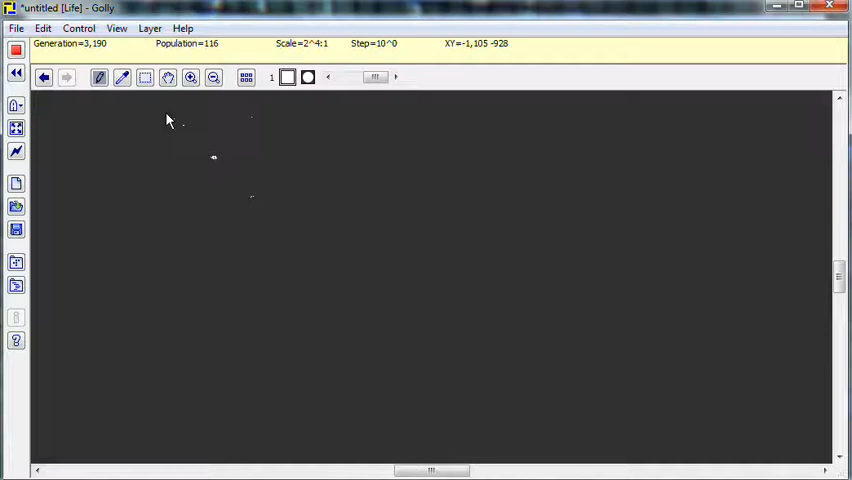 *untitled [Life] - Golly
File Edit Control View Layer Help
Generation=3,190 Population=116 Scale=2^4:1 Step=10^0 XY=-1,105 -928
1